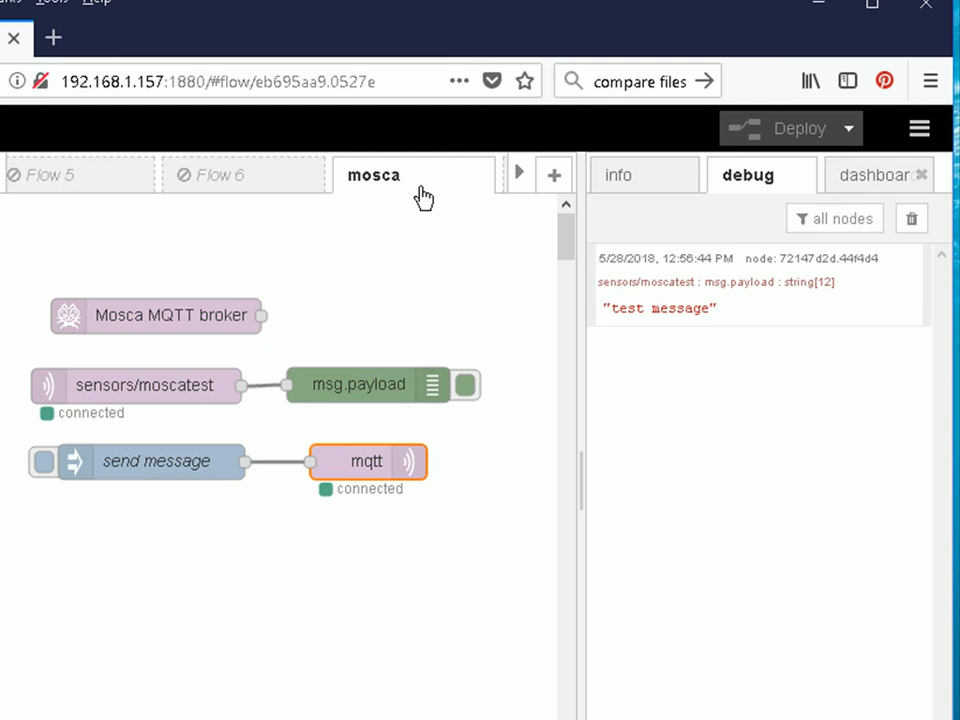 Tools Help
192.168.1.157:1880/#flow/eb695aa9.0527e
compare files
Deploy
Flow 5
Flow 6
mosca
info
debug
dashboar
all nodes
5/28/2018, 12:56:44 PM node: 72147d2d.44f4d4
sensors/moscatest : msg.payload : string[12]
"test message"
Mosca MQTT broker
sensors/moscatest
msg.payload
connected
send message
mqtt
connected